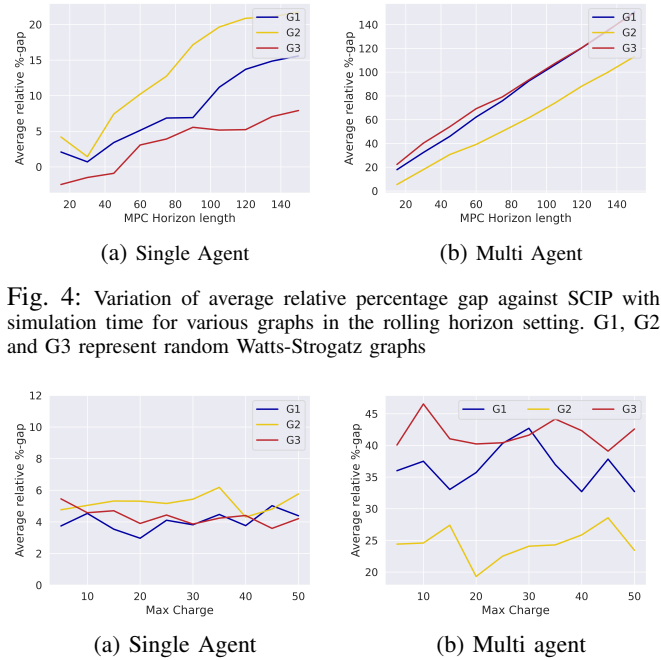 20
15
10
5
0
Average relative %-gap
G1
G2
G3
20 40 60 80 100 120 140
MPC Horizon length
(a) Single Agent
140
120
100
80
60
40
20
0
Average relative %-gap
G1
G2
G3
20 40 60 80 100 120 140
MPC Horizon length
(b) Multi Agent
Fig. 4: Variation of average relative percentage gap against SCIP with
simulation time for various graphs in the rolling horizon setting. G1, G2
and G3 represent random Watts-Strogatz graphs
12
10
8
6
4
2
0
Average relative %-gap
G1
G2
G3
10 20 30 40 50
Max Charge
(a) Single Agent
45
40
35
30
25
20
Average relative %-gap
G1 G2 G3
10 20 30 40 50
Max Charge
(b) Multi agent